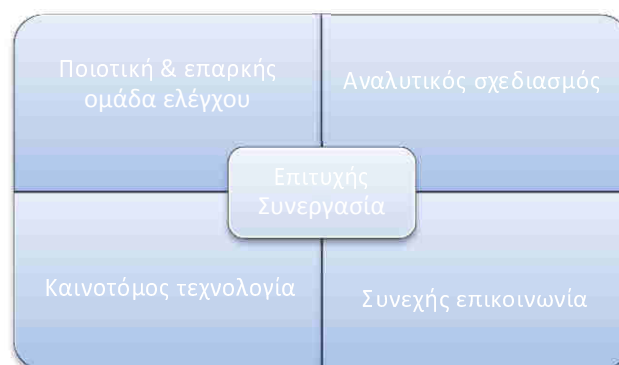 Ποιοτική & επαρκής
ομάδα ελέγχου
Αναλυτικός σχεδιασμός
Επιτυχής
Συνεργασία
Καινοτόμος τεχνολογία
Συνεχής επικοινωνία